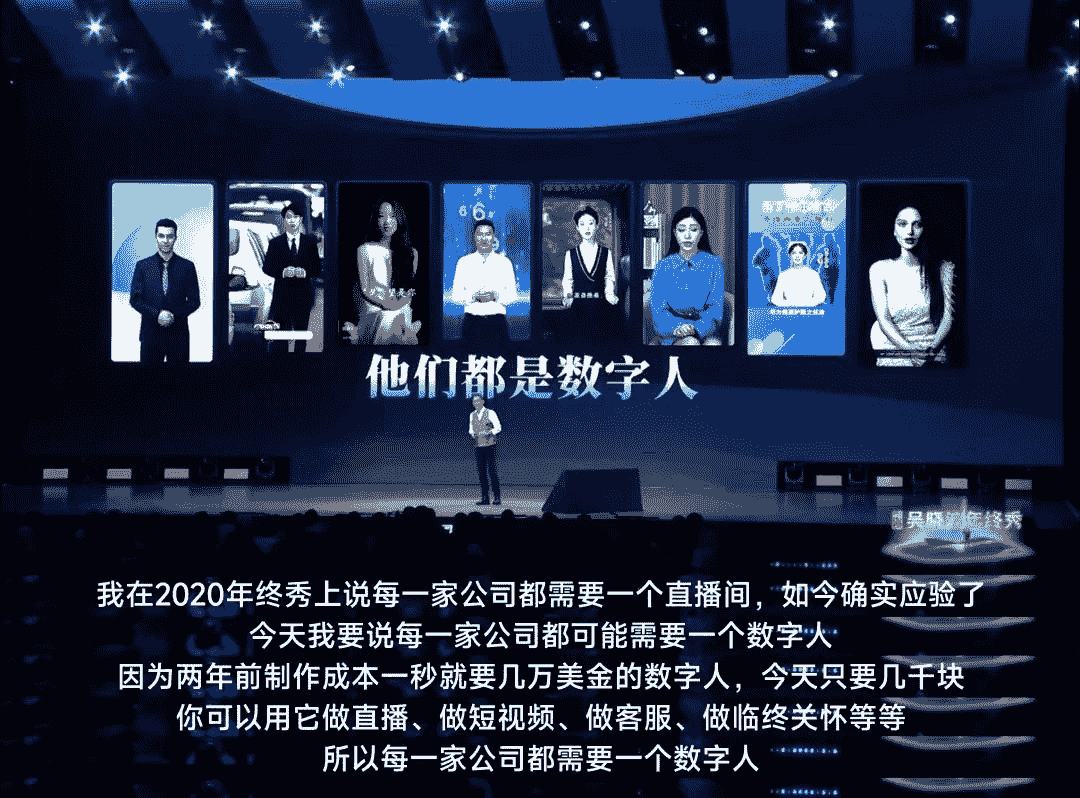 他们都是数字人
年终秀
我在2020年终秀上说每一家公司都需要一个直播间，如今确实应验了
今天我要说每一家公司都可能需要一个数字人
因为两年前制作成本一秒就要几万美金的数字人，今天只要几千块
你可以用它做直播、做短视频、做客服、做临终关怀等等
所以每一家公司都需要一个数字人